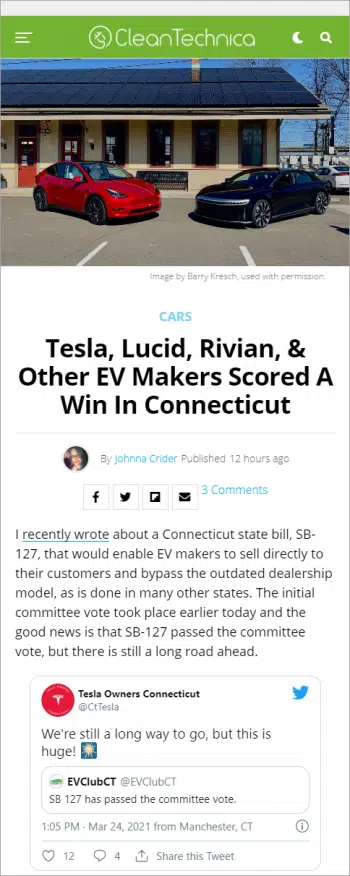 CleanTechnica
Image by Barry Kresch, used with permission.
CARS
Tesla, Lucid, Rivian, &
Other EV Makers Scored A
Win In Connecticut
By Johnna Crider Published 12 hours ago
3 Comments
I recently wrote about a Connecticut state bill, SB-
127, that would enable EV makers to sell directly to
their customers and bypass the outdated dealership
model, as is done in many other states. The initial
committee vote took place earlier today and the
good news is that SB-127 passed the committee
vote, but there is still a long road ahead.
Tesla Owners Connecticut
@CtTesla
We're still a long way to go, but this is
huge!
EVClubCT @EVClubCT
SB 127 has passed the committee vote.
1:05 PM · Mar 24, 2021 from Manchester, CT
12 4 Share this Tweet